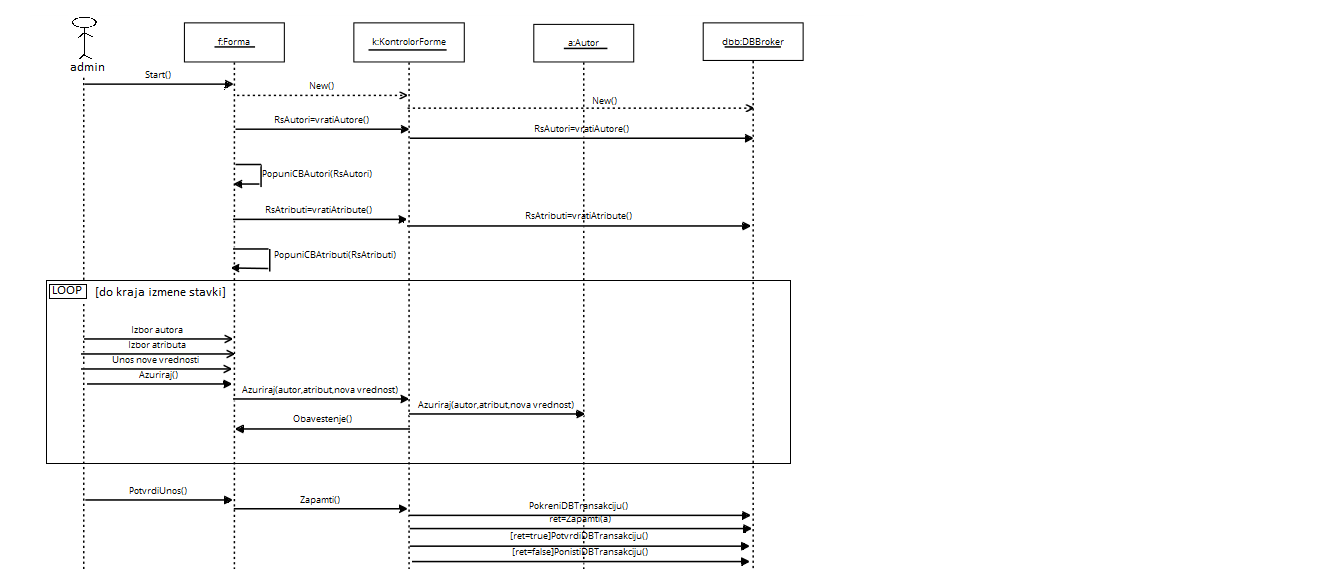 f:Forma
k:KontrolorForme
a:Autor
dbb:DBBroker
admin
Start()
New()
New()
RsAutori=vratiAutore()
RsAutori=vratiAutore()
PopuniCBAutori(RsAutori)
RsAtributi=vratiAtribute()
RsAtributi=vratiAtribute()
PopuniCBAtributi(RsAtributi)
LOOP [do kraja izmene stavki]
Izbor autora
Izbor atributa
Unos nove vrednosti
Azuriraj()
Azuriraj(autor,atribut,nova vrednost)
Azuriraj(autor,atribut,nova vrednost)
Obavestenje()
PotvrdiUnos()
Zapamti()
PokreniDBTransakciju()
ret=Zapamti(a)
[ret=true]PotvrdiDBTransakciju()
[ret=false]PonistiDBTransakciju()